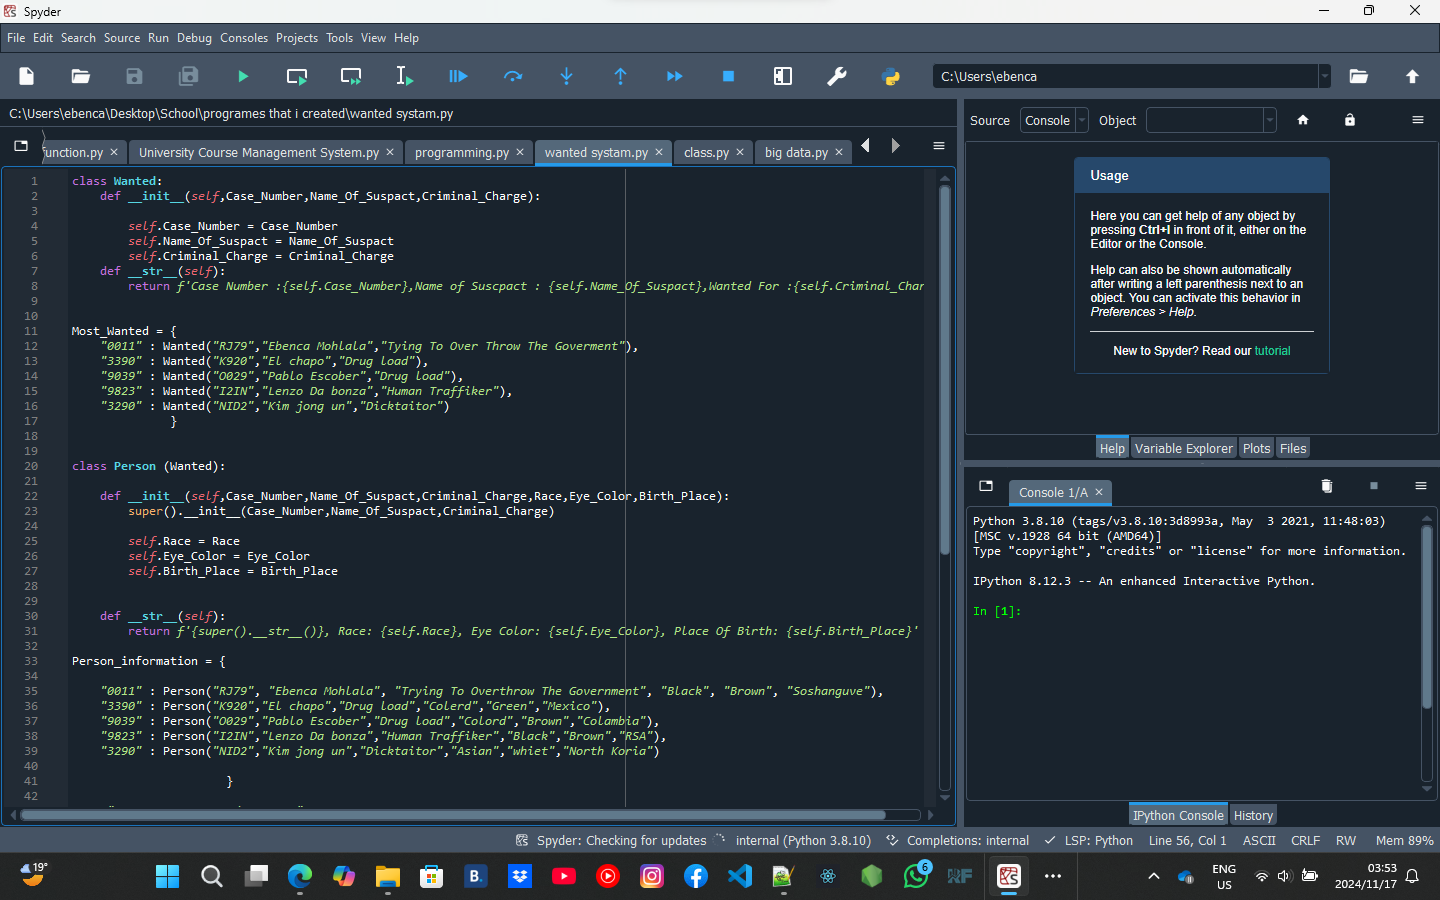 Spyder
File Edit Search Source Run Debug Consoles Projects Tools View Help
C:\Users\ebenca
C:\Users\ebenca\Desktop\School\programes that i created\wanted systam.py
unction.py University Course Management System.py programming.py wanted systam.py class.py big data.py
1 class Wanted:
2 def __init__(self,Case_Number,Name_Of_Suspact,Criminal_Charge):
3
4 self.Case_Number = Case_Number
5 self.Name_Of_Suspact = Name_Of_Suspact
6 self.Criminal_Charge = Criminal_Charge
7 def __str__(self):
8 return f'Case Number :{self.Case_Number},Name of Suscpact : {self.Name_Of_Suspact},Wanted For :{self.Criminal_Char
9
10
11 Most_Wanted = {
12 "0011" : Wanted("RJ79","Ebenca Mohlala","Tying To Over Throw The Goverment"),
13 "3390" : Wanted("K920","El chapo","Drug load"),
14 "9039" : Wanted("O029","Pablo Escober","Drug load"),
15 "9823" : Wanted("I2IN","Lenzo Da bonza","Human Traffiker"),
16 "3290" : Wanted("NID2","Kim jong un","Dicktaitor")
17 }
18
19
20 class Person (Wanted):
21
22 def __init__(self,Case_Number,Name_Of_Suspact,Criminal_Charge,Race,Eye_Color,Birth_Place):
23 super().__init__(Case_Number,Name_Of_Suspact,Criminal_Charge)
24
25 self.Race = Race
26 self.Eye_Color = Eye_Color
27 self.Birth_Place = Birth_Place
28
29
30 def __str__(self):
31 return f'{super().__str__()}, Race: {self.Race}, Eye Color: {self.Eye_Color}, Place Of Birth: {self.Birth_Place}'
32
33 Person_information = {
34
35 "0011" : Person("RJ79", "Ebenca Mohlala", "Trying To Overthrow The Government", "Black", "Brown", "Soshanguve"),
36 "3390" : Person("K920","El chapo","Drug load","Colerd","Green","Mexico"),
37 "9039" : Person("O029","Pablo Escober","Drug load","Colord","Brown","Colambia"),
38 "9823" : Person("I2IN","Lenzo Da bonza","Human Traffiker","Black","Brown","RSA"),
39 "3290" : Person("NID2","Kim jong un","Dicktaitor","Asian","whiet","North Koria")
40
41 }
42
Source Console Object
Usage
Here you can get help of any object by
pressing Ctrl+I in front of it, either on the
Editor or the Console.
Help can also be shown automatically
after writing a left parenthesis next to an
object. You can activate this behavior in
Preferences > Help.
New to Spyder? Read our tutorial
Help Variable Explorer Plots Files
Console 1/A
Python 3.8.10 (tags/v3.8.10:3d8993a, May 3 2021, 11:48:03)
[MSC v.1928 64 bit (AMD64)]
Type "copyright", "credits" or "license" for more information.
IPython 8.12.3 -- An enhanced Interactive Python.
In [1]:
IPython Console History
Spyder: Checking for updates internal (Python 3.8.10) Completions: internal LSP: Python Line 56, Col 1 ASCII CRLF RW Mem 89%
19°
B.
6
XF
ENG
US
03:53
2024/11/17